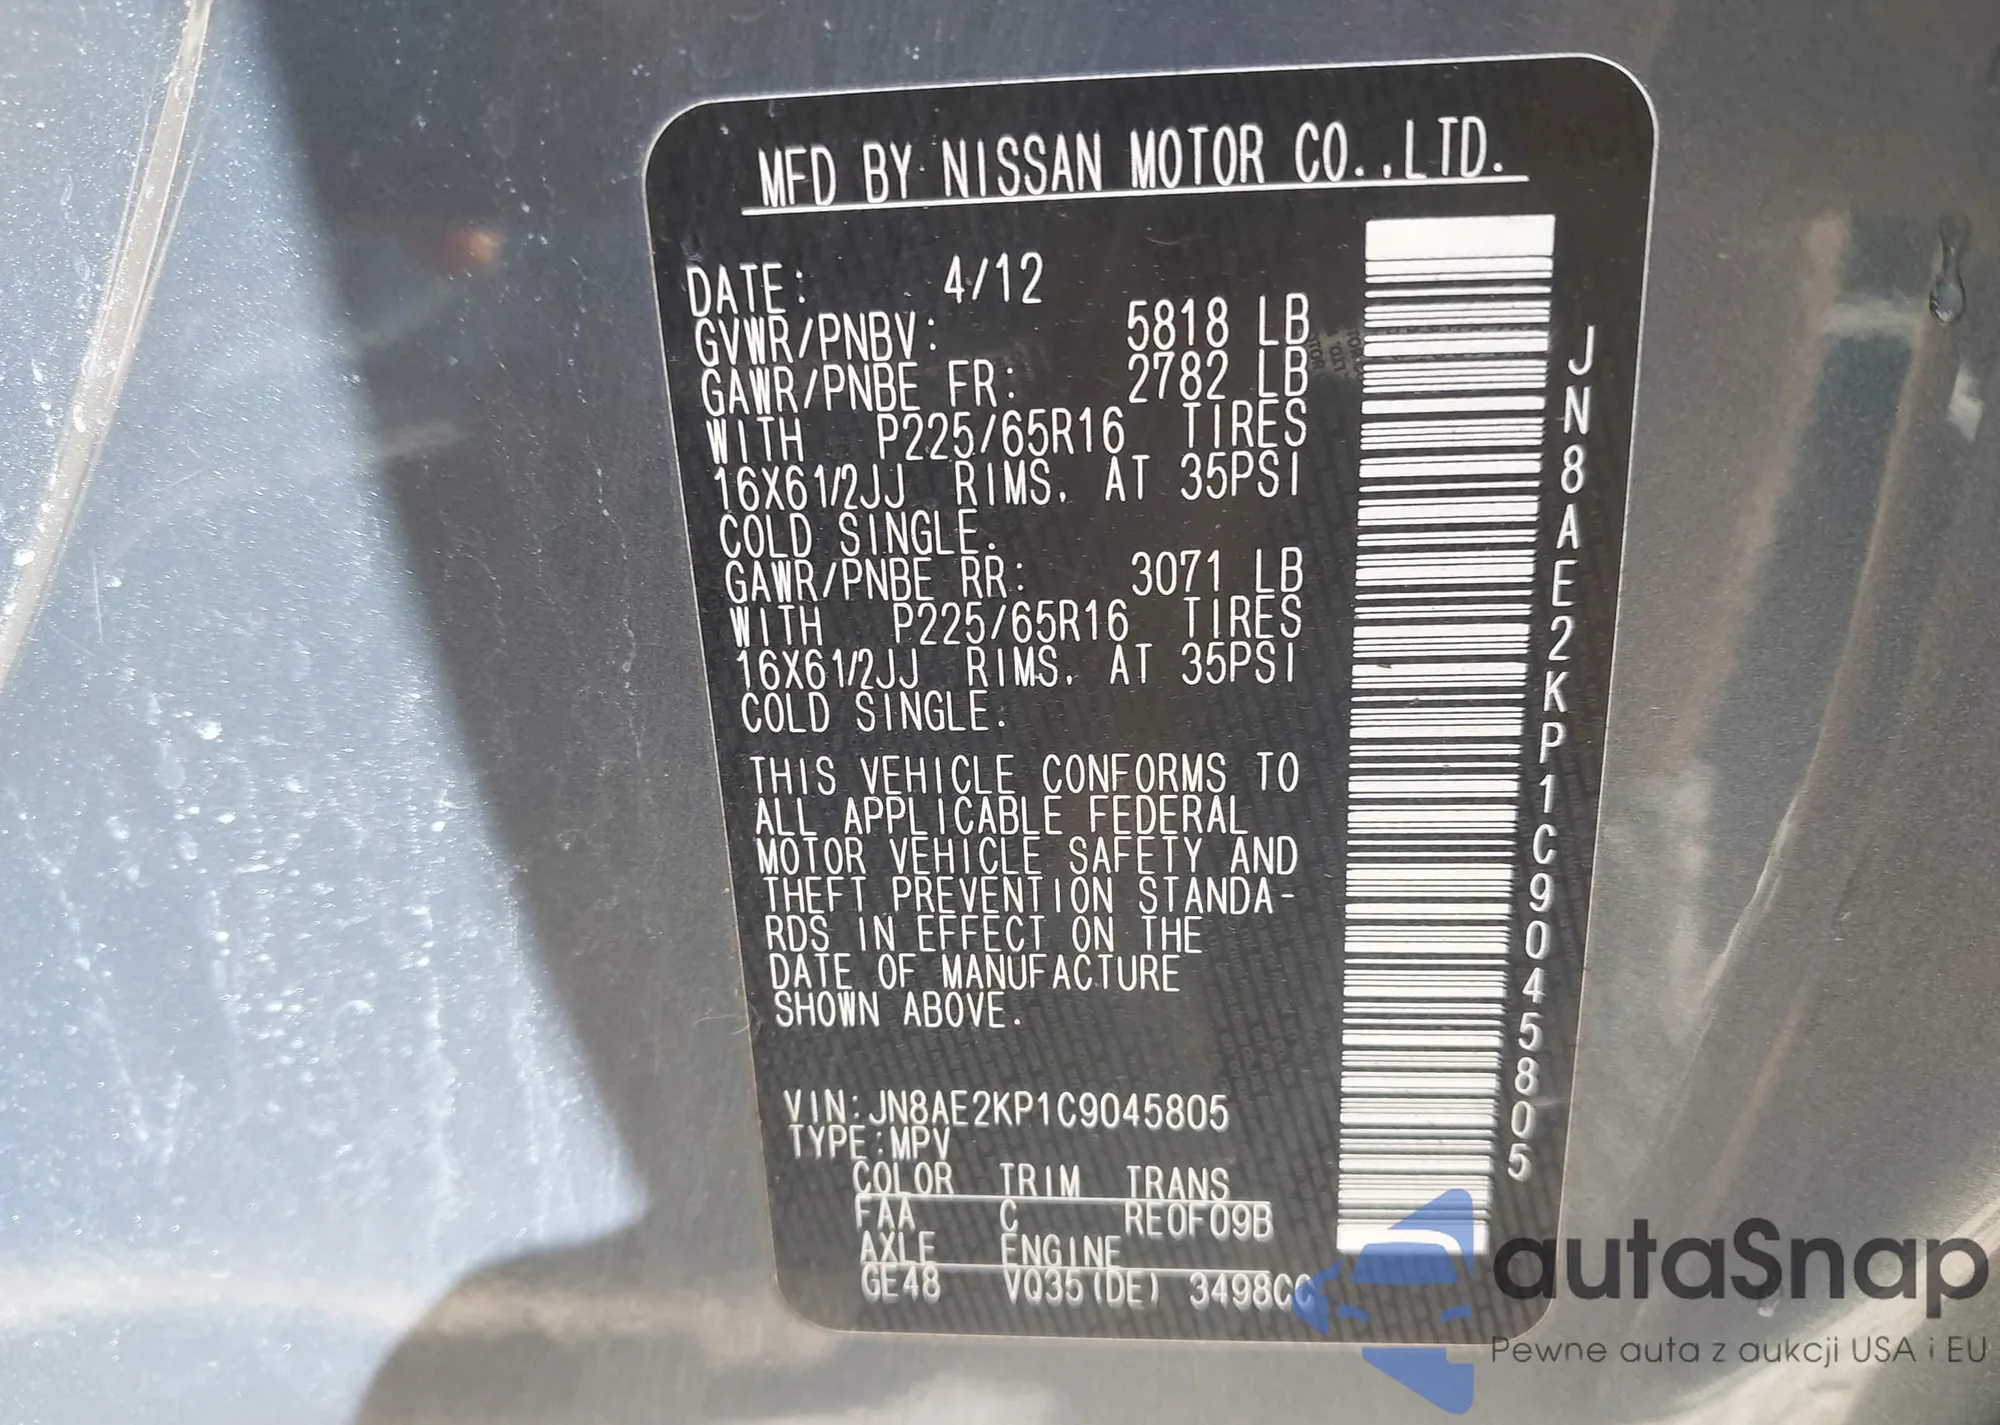 MFD BY NISSAN MOTOR CO.,LTD.
DATE: 4/12
GVWR/PNBV: 5818 LB
GAWR/PNBE FR: 2782 LB
WITH P225/65R16 TIRES
16X61/2JJ RIMS. AT 35PSI
COLD SINGLE.
GAWR/PNBE RR: 3071 LB
WITH P225/65R16 TIRES
16X61/2JJ RIMS. AT 35PSI
COLD SINGLE.
THIS VEHICLE CONFORMS TO
ALL APPLICABLE FEDERAL
MOTOR VEHICLE SAFETY AND
THEFT PREVENTION STANDA-
RDS IN EFFECT ON THE
DATE OF MANUFACTURE
SHOWN ABOVE.
VIN:JN8AE2KP1C9045805
TYPE:MPV
COLOR TRIM TRANS
FAA C RE0F09B
AXLE ENGINE
GE48 VQ35(DE) 3498CC
JN8AE2KP1C9045805
autaSnap
Pewne auta z aukcji USA i EU